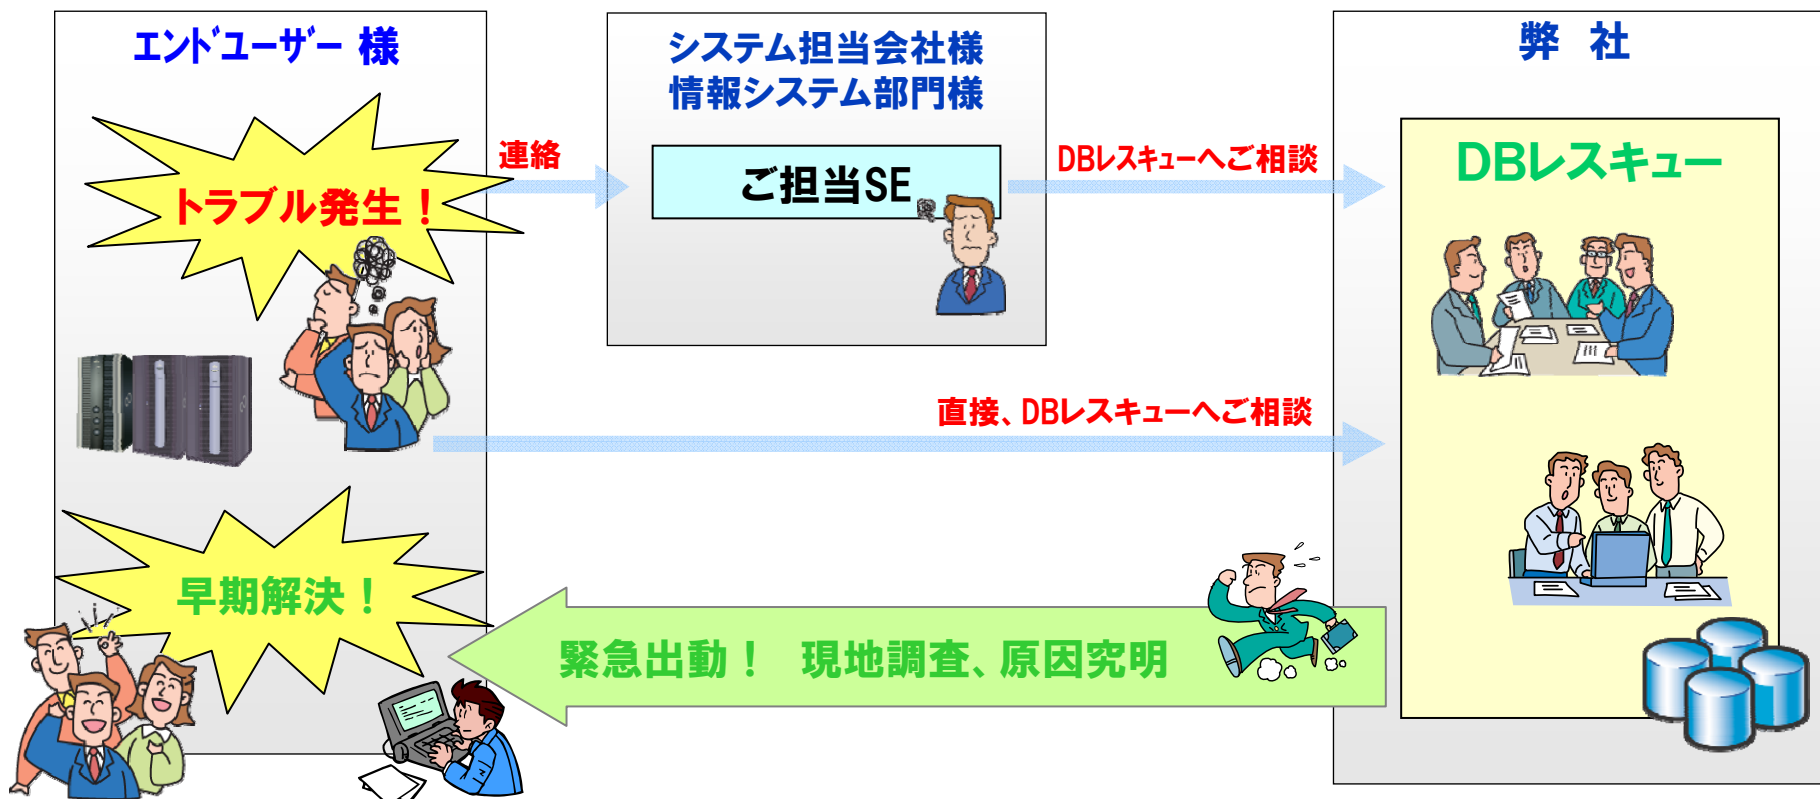 エンドユーザー 様
システム担当会社様
情報システム部門様
弊 社
トラブル発生！
連絡
ご担当SE
DBレスキューへご相談
DBレスキュー
直接、DBレスキューへご相談
早期解決！
緊急出動！ 現地調査、原因究明